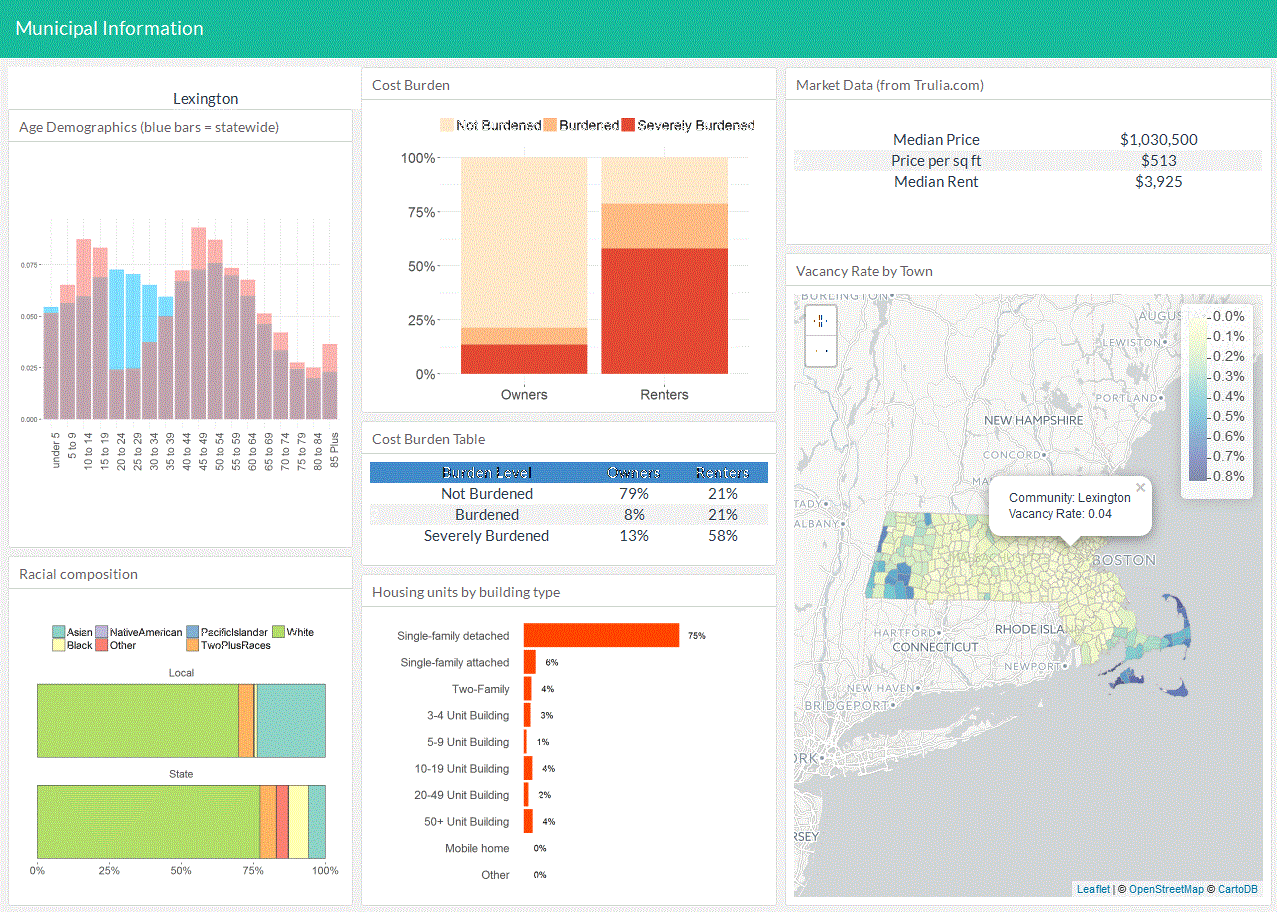 Municipal Information
Lexington
Age Demographics (blue bars = statewide)
0.075
0.050
0.025
0.000
under 5
5 to 9
10 to 14
15 to 19
20 to 24
25 to 29
30 to 34
35 to 39
40 to 44
45 to 49
50 to 54
55 to 59
60 to 64
65 to 69
70 to 74
75 to 79
80 to 84
85 Plus
Racial composition
Asian NativeAmerican PacificIslander White
Black Other TwoPlusRaces
Local
State
0% 25% 50% 75% 100%
Cost Burden
Not Burdened Burdened Severely Burdened
100%
75%
50%
25%
0%
Owners Renters
Cost Burden Table
Burden Level Owners Renters
Not Burdened 79% 21%
Burdened 8% 21%
Severely Burdened 13% 58%
Housing units by building type
Single-family detached 75%
Single-family attached 6%
Two-Family 4%
3-4 Unit Building 3%
5-9 Unit Building 1%
10-19 Unit Building 4%
20-49 Unit Building 2%
50+ Unit Building 4%
Mobile home 0%
Other 0%
Market Data (from Trulia.com)
Median Price $1,030,500
Price per sq ft $513
Median Rent $3,925
Vacancy Rate by Town
BURLINGTON
AUGUSTA
LEWISTON
PORTLAND
NEW HAMPSHIRE
CONCORD
TADY
ALBANY
BOSTON
HARTFORD
CONNECTICUT
RHODE ISLAN
NEWPORT
NEW HAVEN
BRIDGEPORT
ORK
RSEY
0.0%
0.1%
0.2%
0.3%
0.4%
0.5%
0.6%
0.7%
0.8%
×
Community: Lexington
Vacancy Rate: 0.04
Leaflet | © OpenStreetMap © CartoDB